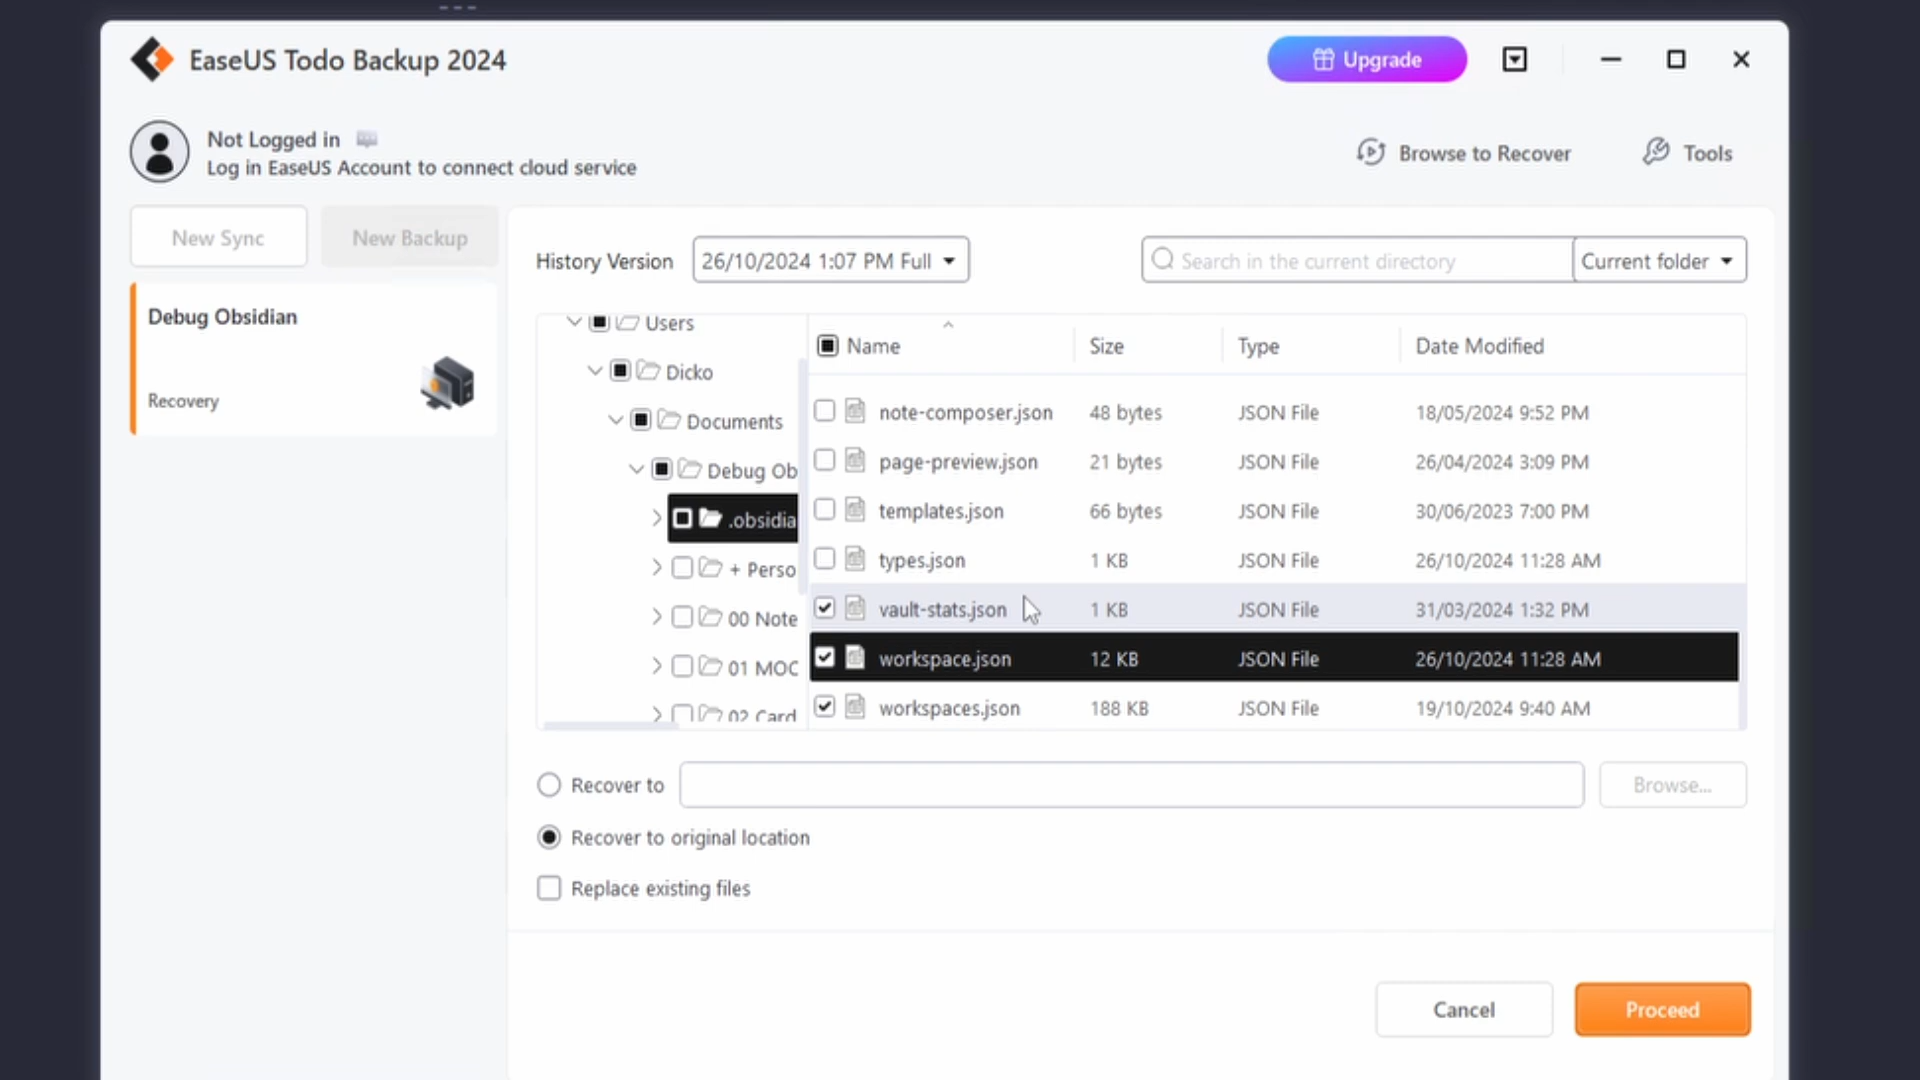 EaseUS Todo Backup 2024
Upgrade
Not Logged in
Log in EaseUS Account to connect cloud service
Browse to Recover
Tools
New Sync
New Backup
Debug Obsidian
Recovery
History Version
26/10/2024 1:07 PM Full
Search in the current directory
Current folder
Users
Dicko
Documents
Debug Ob
.obsidia
+ Perso
00 Note
01 MOC
02 Card
Name Size Type Date Modified
note-composer.json 48 bytes JSON File 18/05/2024 9:52 PM
page-preview.json 21 bytes JSON File 26/04/2024 3:09 PM
templates.json 66 bytes JSON File 30/06/2023 7:00 PM
types.json 1 KB JSON File 26/10/2024 11:28 AM
vault-stats.json 1 KB JSON File 31/03/2024 1:32 PM
workspace.json 12 KB JSON File 26/10/2024 11:28 AM
workspaces.json 188 KB JSON File 19/10/2024 9:40 AM
Recover to
Browse...
Recover to original location
Replace existing files
Cancel
Proceed